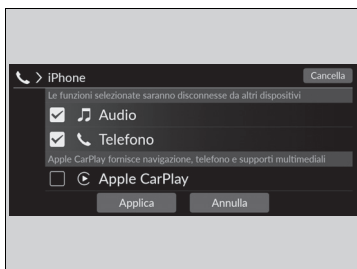 iPhone
Cancella
Le funzioni selezionate saranno disconnesse da altri dispositivi
Audio
Telefono
Apple CarPlay fornisce navigazione, telefono e supporti multimediali
Apple CarPlay
Applica
Annulla